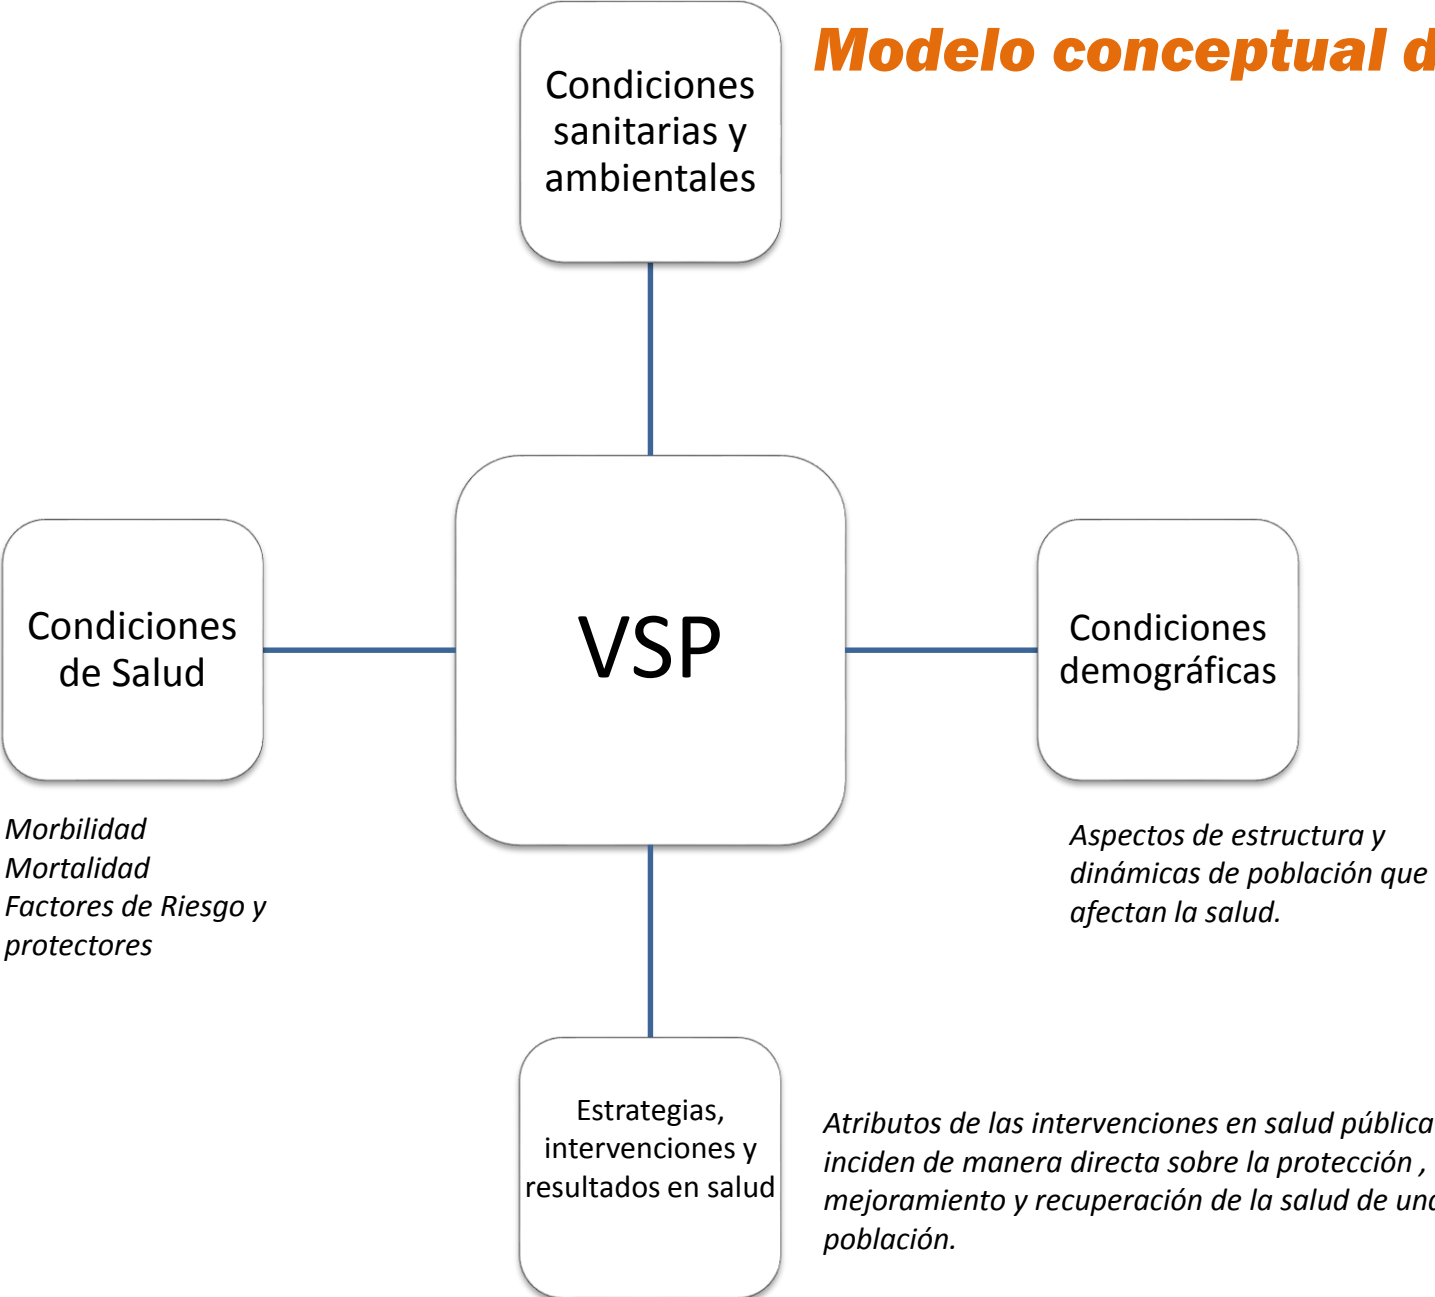 Modelo conceptual d
Condiciones
sanitarias y
ambientales
Condiciones
de Salud
VSP
Condiciones
demográficas
Morbilidad
Mortalidad
Factores de Riesgo y
protectores
Aspectos de estructura y
dinámicas de población que
afectan la salud.
Estrategias,
intervenciones y
resultados en salud
Atributos de las intervenciones en salud pública
inciden de manera directa sobre la protección ,
mejoramiento y recuperación de la salud de una
población.